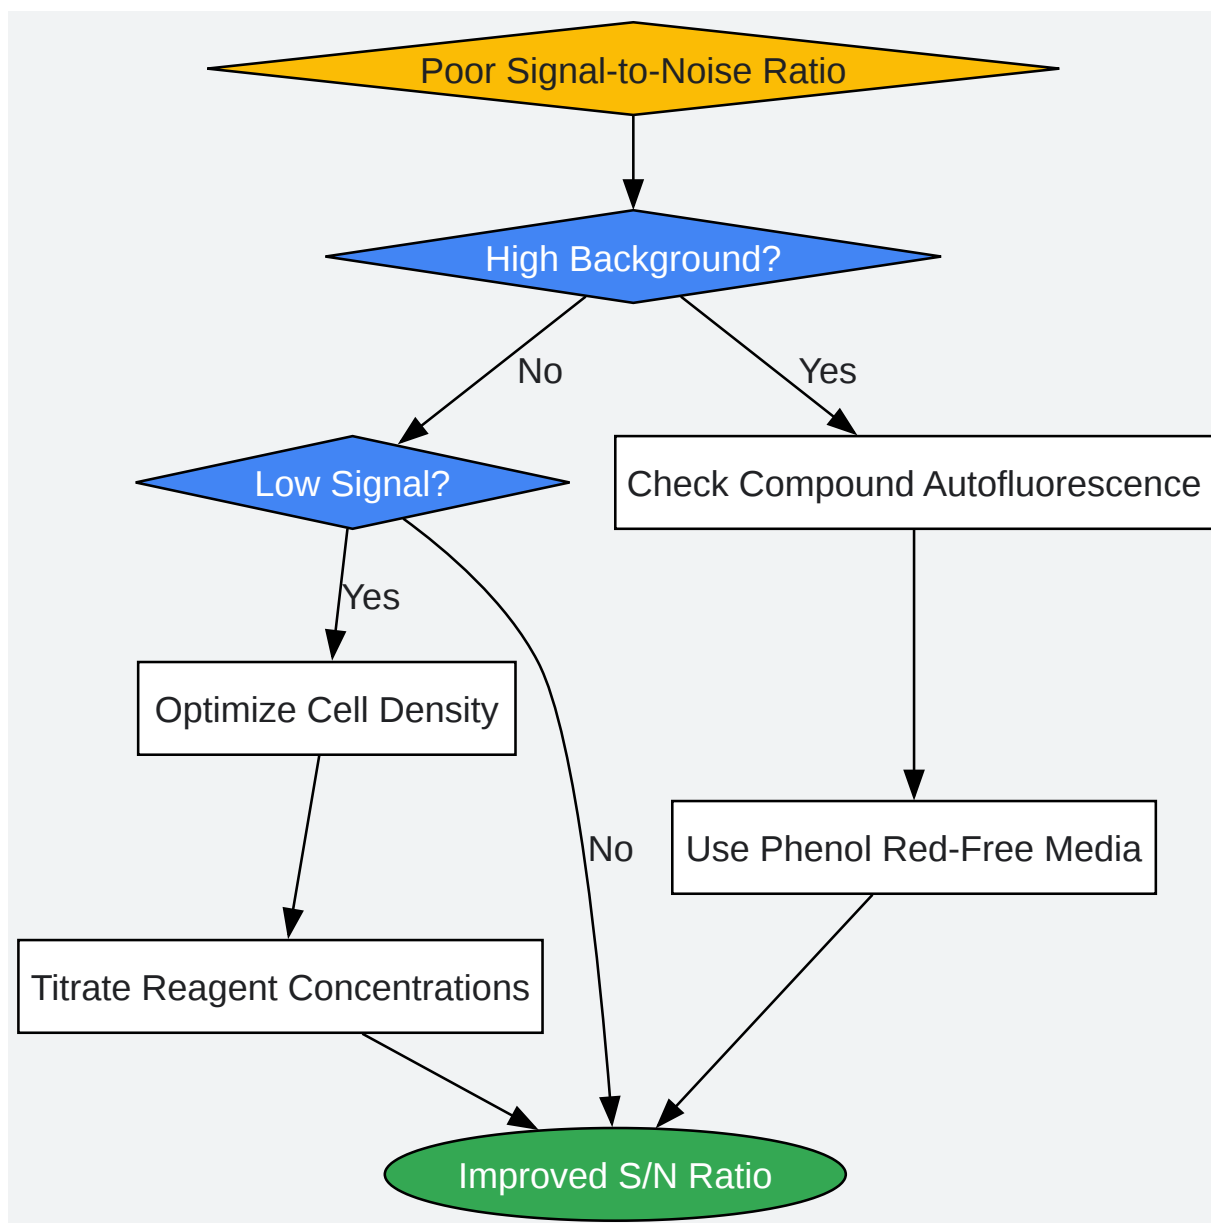 Poor Signal-to-Noise Ratio
High Background?
No
Yes
Low Signal?
Check Compound Autofluorescence
Yes
Optimize Cell Density
No
Use Phenol Red-Free Media
Titrate Reagent Concentrations
Improved S/N Ratio